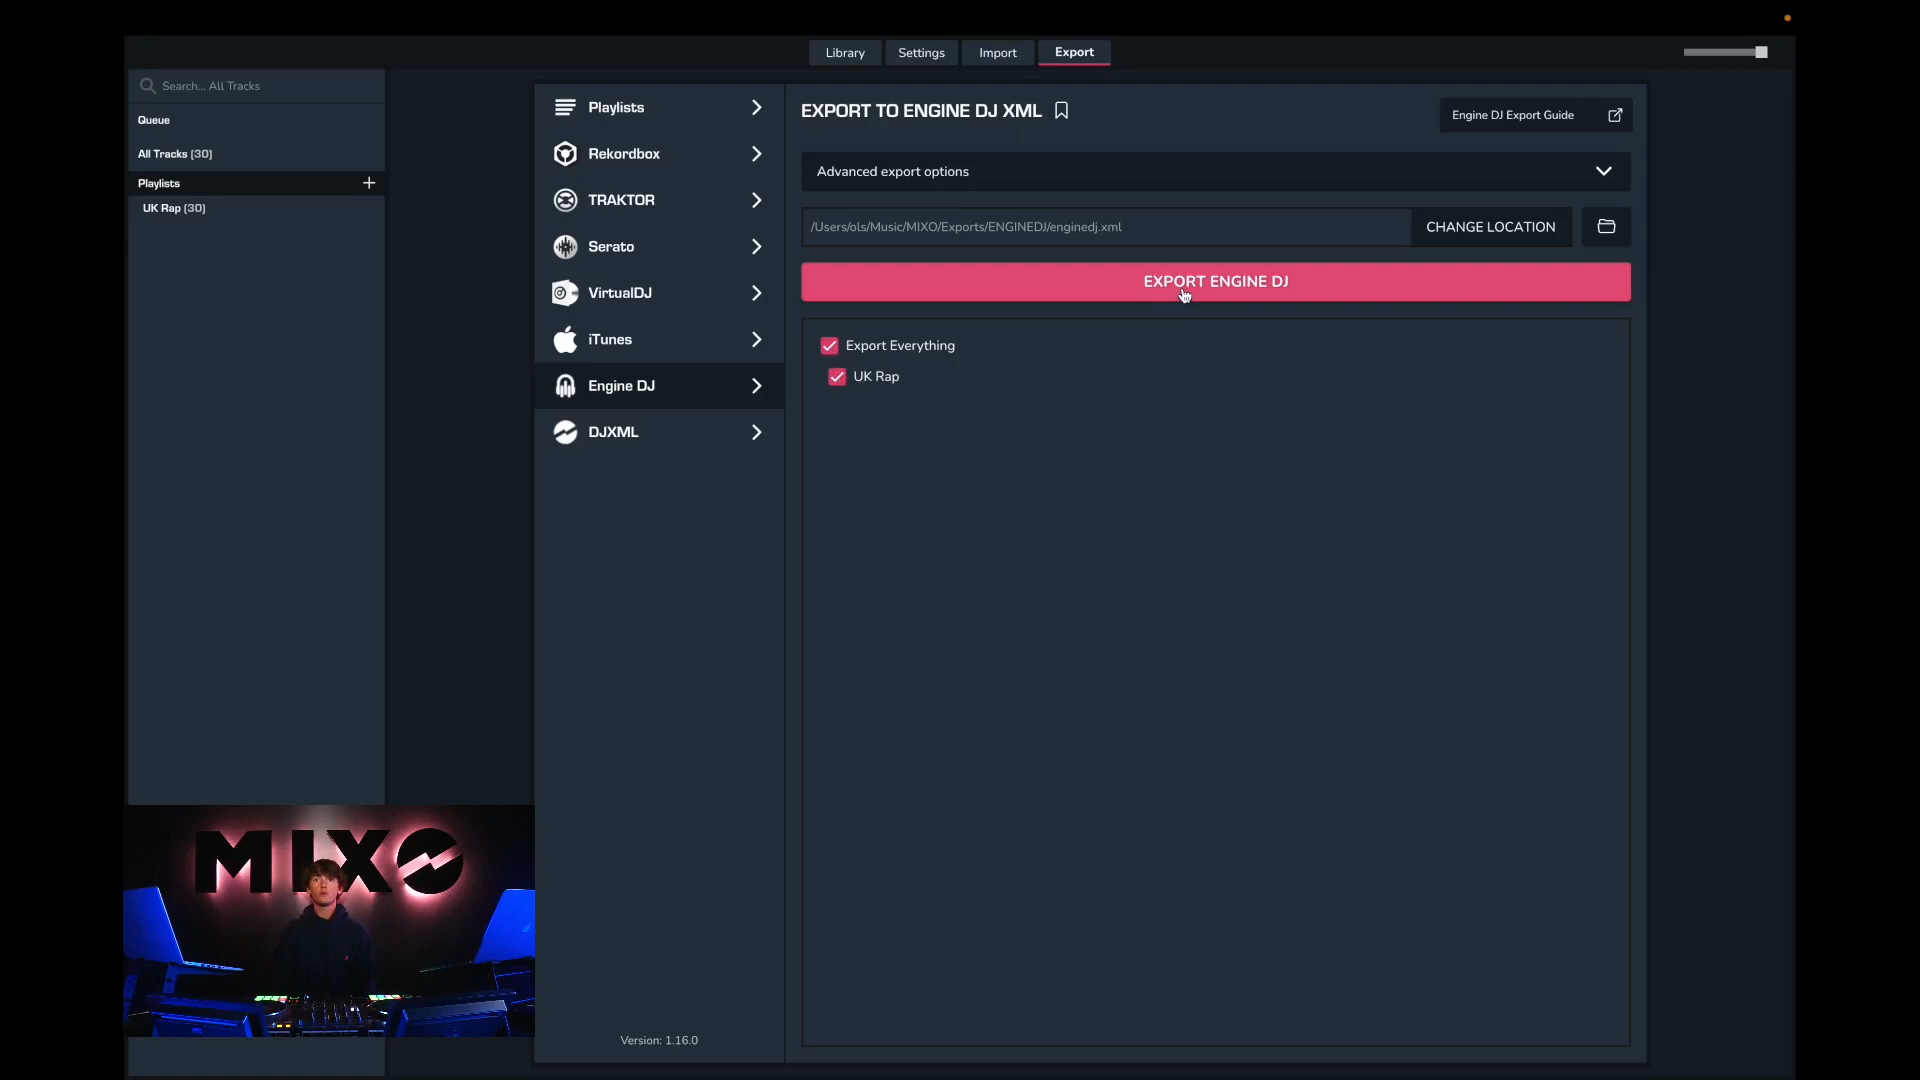 Library
Settings
Import
Export
Search... All Tracks
Queue
All Tracks (30)
Playlists
UK Rap (30)
Playlists
Rekordbox
TRAKTOR
Serato
VirtualDJ
iTunes
Engine DJ
DJXML
Version: 1.16.0
EXPORT TO ENGINE DJ XML
Engine DJ Export Guide
Advanced export options
/Users/ols/Music/MIXO/Exports/ENGINEDJ/enginedj.xml
CHANGE LOCATION
EXPORT ENGINE DJ
Export Everything
UK Rap
MIXO